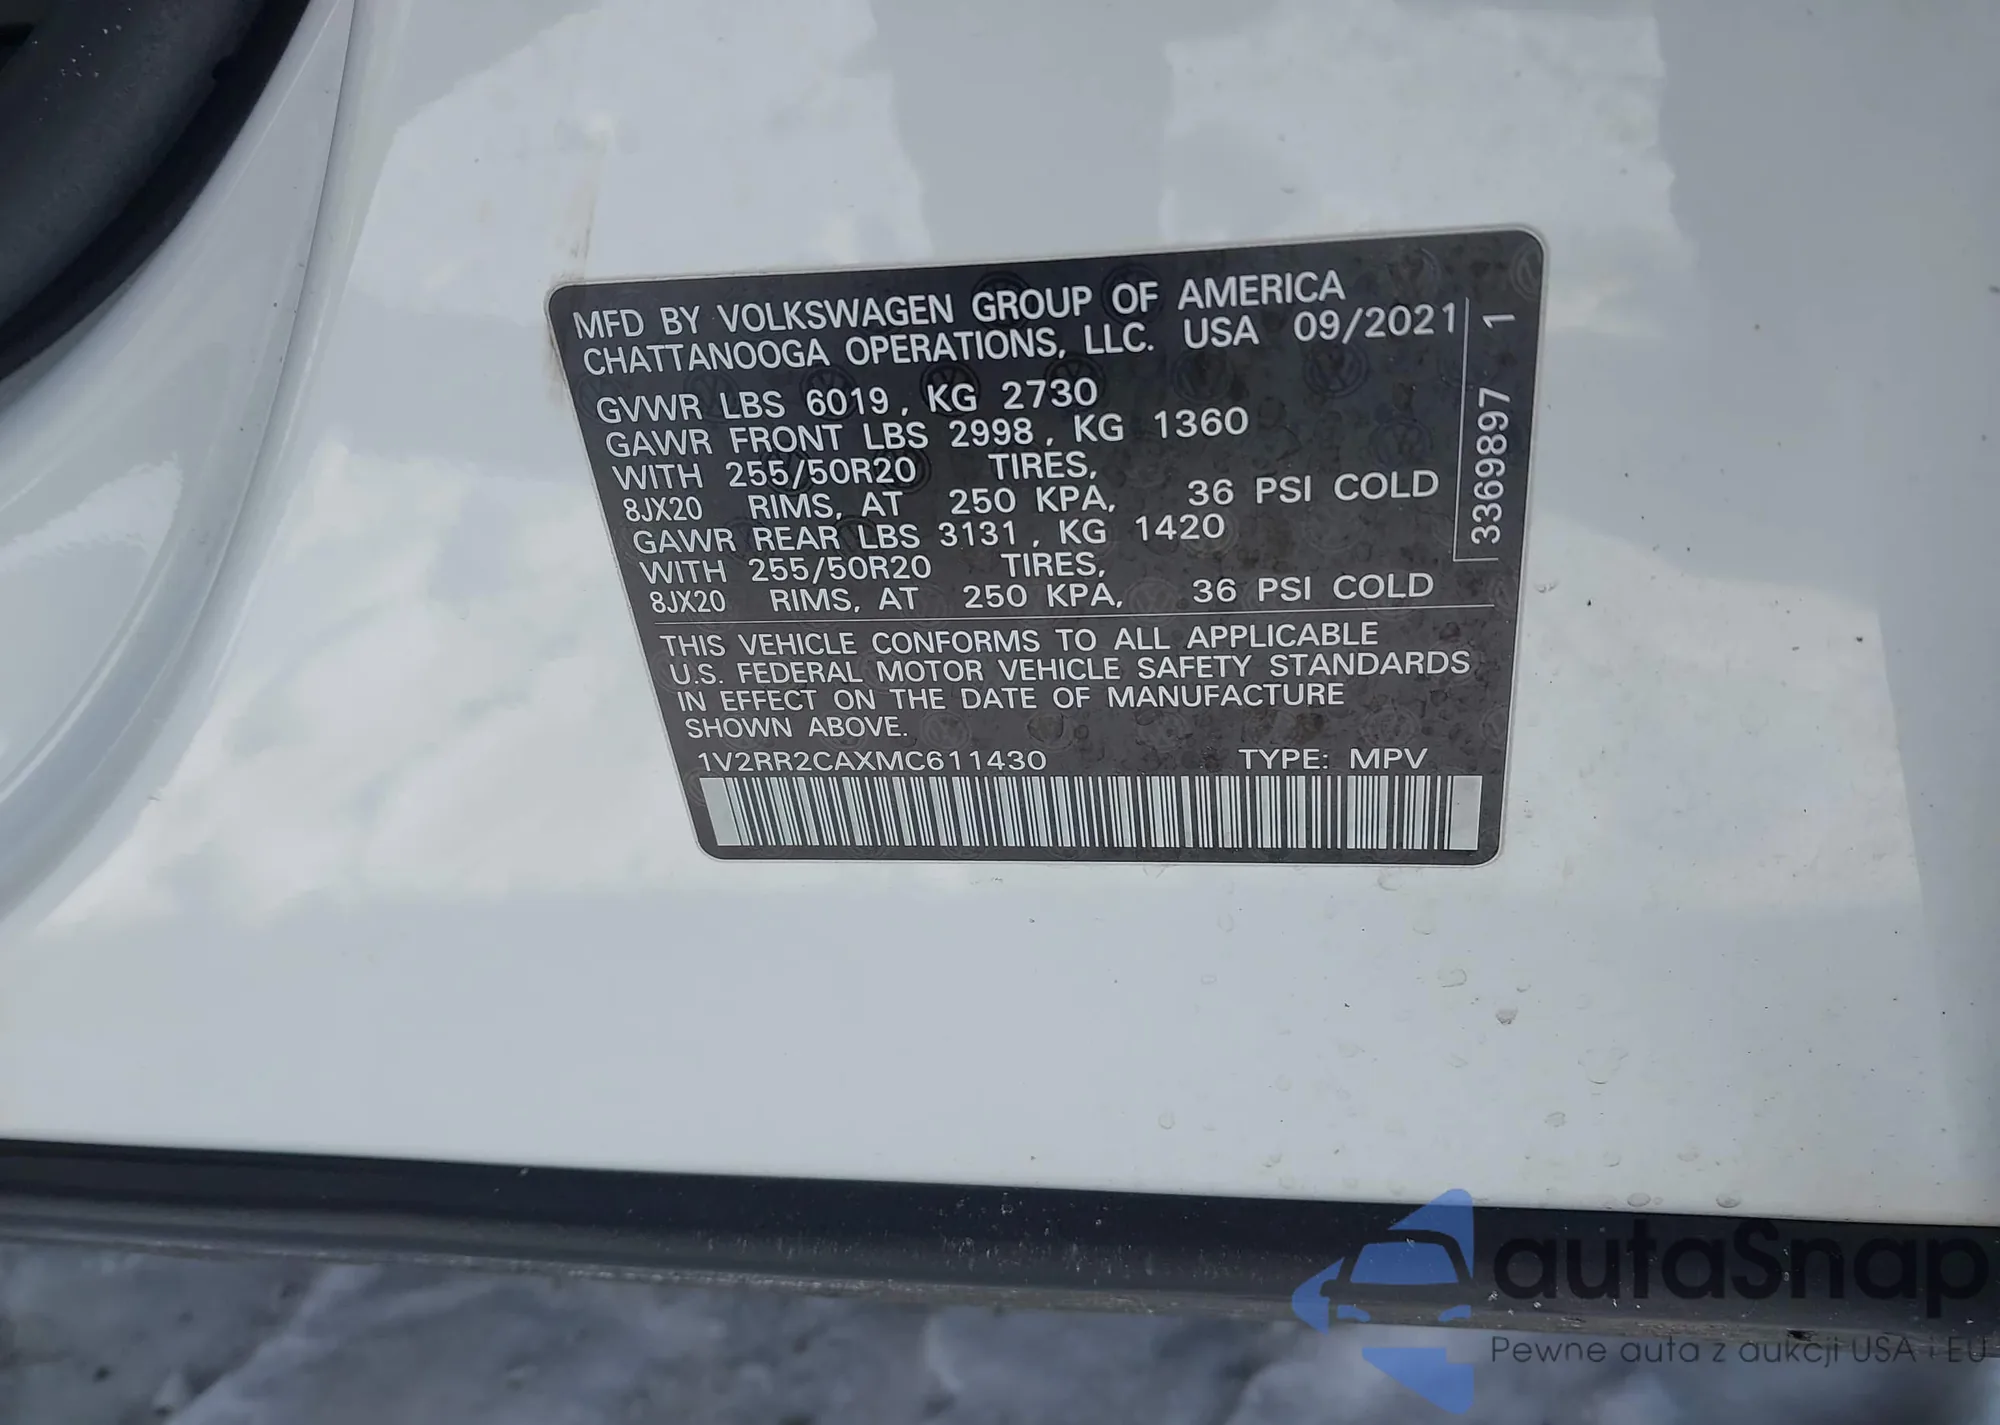 MFD BY VOLKSWAGEN GROUP OF AMERICA
CHATTANOOGA OPERATIONS, LLC. USA 09/2021
GVWR LBS 6019, KG 2730
GAWR FRONT LBS 2998, KG 1360
WITH 255/50R20 TIRES,
8JX20 RIMS, AT 250 KPA, 36 PSI COLD
GAWR REAR LBS 3131, KG 1420
WITH 255/50R20 TIRES,
8JX20 RIMS, AT 250 KPA, 36 PSI COLD
3369897 1
THIS VEHICLE CONFORMS TO ALL APPLICABLE
U.S. FEDERAL MOTOR VEHICLE SAFETY STANDARDS
IN EFFECT ON THE DATE OF MANUFACTURE
SHOWN ABOVE.
1V2RR2CAXMC611430 TYPE: MPV
autaSnap
Pewne auta z aukcji USA i EU